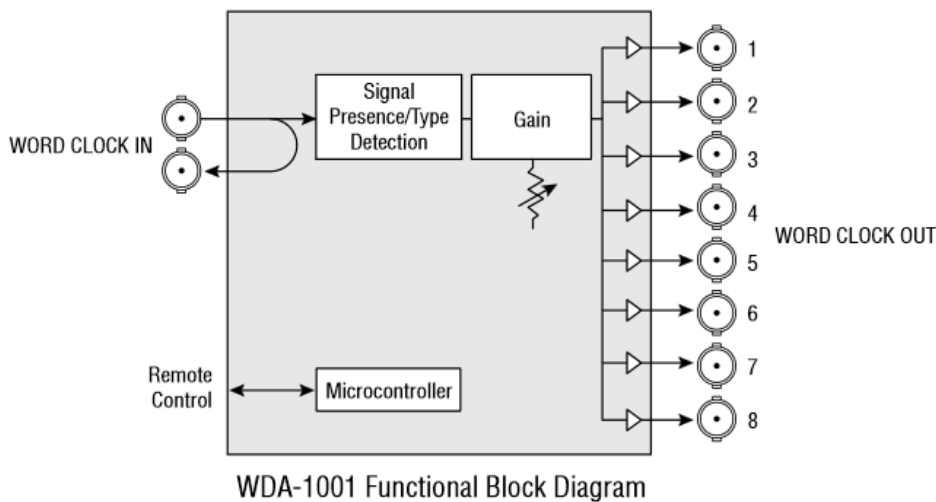 WORD CLOCK IN
Signal
Presence/Type
Detection
Gain
1
2
3
4
5
6
7
8
WORD CLOCK OUT
Remote
Control
Microcontroller
WDA-1001 Functional Block Diagram